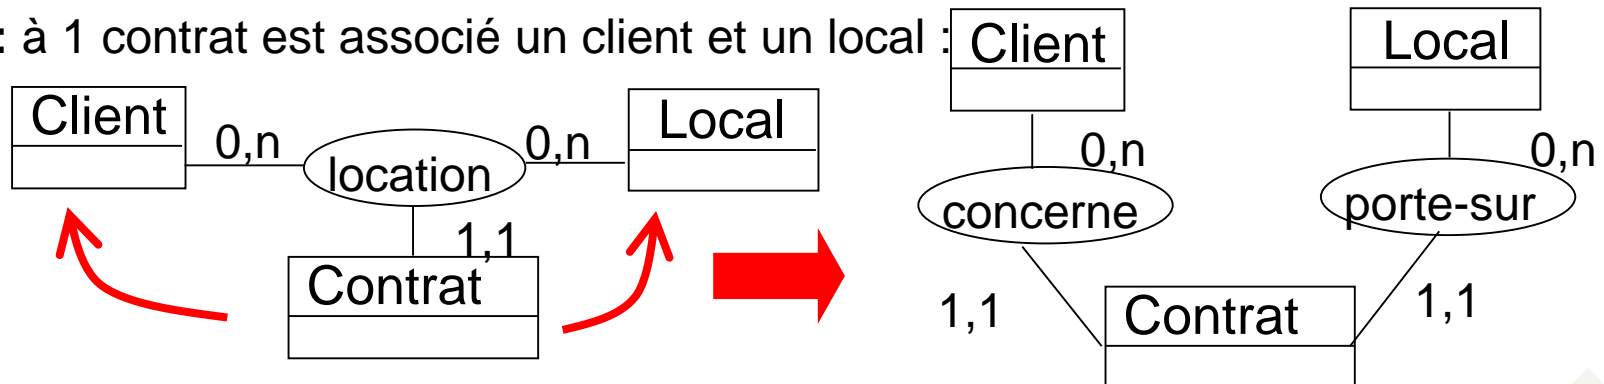 : à 1 contrat est associé un client et un local :
Client
0,n
location
0,n
Local
1,1
Contrat
Client
Local
0,n
0,n
concerne
porte-sur
1,1
1,1
Contrat